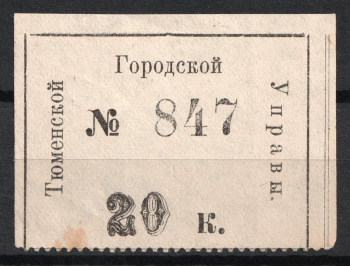 Тюменской
Городской
Управы.
№ 847
20 к.